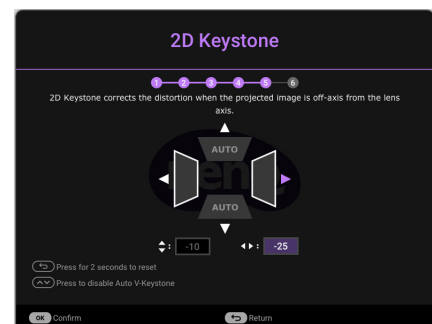 2D Keystone
1 2 3 4 5 6
2D Keystone corrects the distortion when the projected image is off-axis from the lens
axis.
AUTO
AUTO
: -10 : -25
Press for 2 seconds to reset
Press to disable Auto V-Keystone
OK Confirm Return